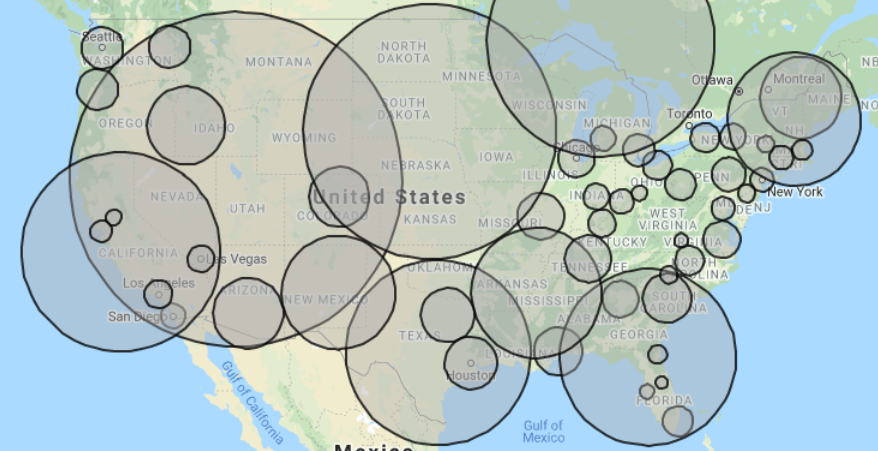 Seattle
WASHINGTON
MONTANA
NORTH
DAKOTA
MINNESOTA
Ottawa
Montreal
MAINE
NB
OREGON
IDAHO
SOUTH
DAKOTA
WISCONSIN
MICHIGAN
Toronto
VT
NH
WYOMING
Chicago
NEW YORK
NEBRASKA
IOWA
ILLINOIS
OHIO
PENN
New York
NEVADA
UTAH
United States
COLORADO
KANSAS
MISSOURI
INDIANA
WEST
VIRGINIA
DE
NJ
CALIFORNIA
Las Vegas
KENTUCKY
VIRGINIA
OKLAHOMA
TENNESSEE
NORTH
CAROLINA
Los Angeles
ARIZONA
NEW MEXICO
ARKANSAS
MISSISSIPPI
SOUTH
CAROLINA
San Diego
TEXAS
ALABAMA
GEORGIA
LOUISIANA
Houston
FLORIDA
Gulf of
California
Gulf of
Mexico
Mexico